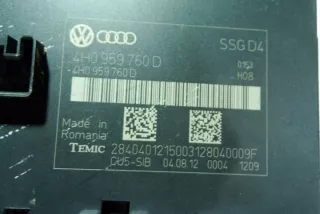 SSG D4
4H0 959 760 D
4H0 959 760 D
0153
H08
Made in
Romania
TEMIC 2840401215003128040009F
CU5-SIB 04.08.12 0004 1209